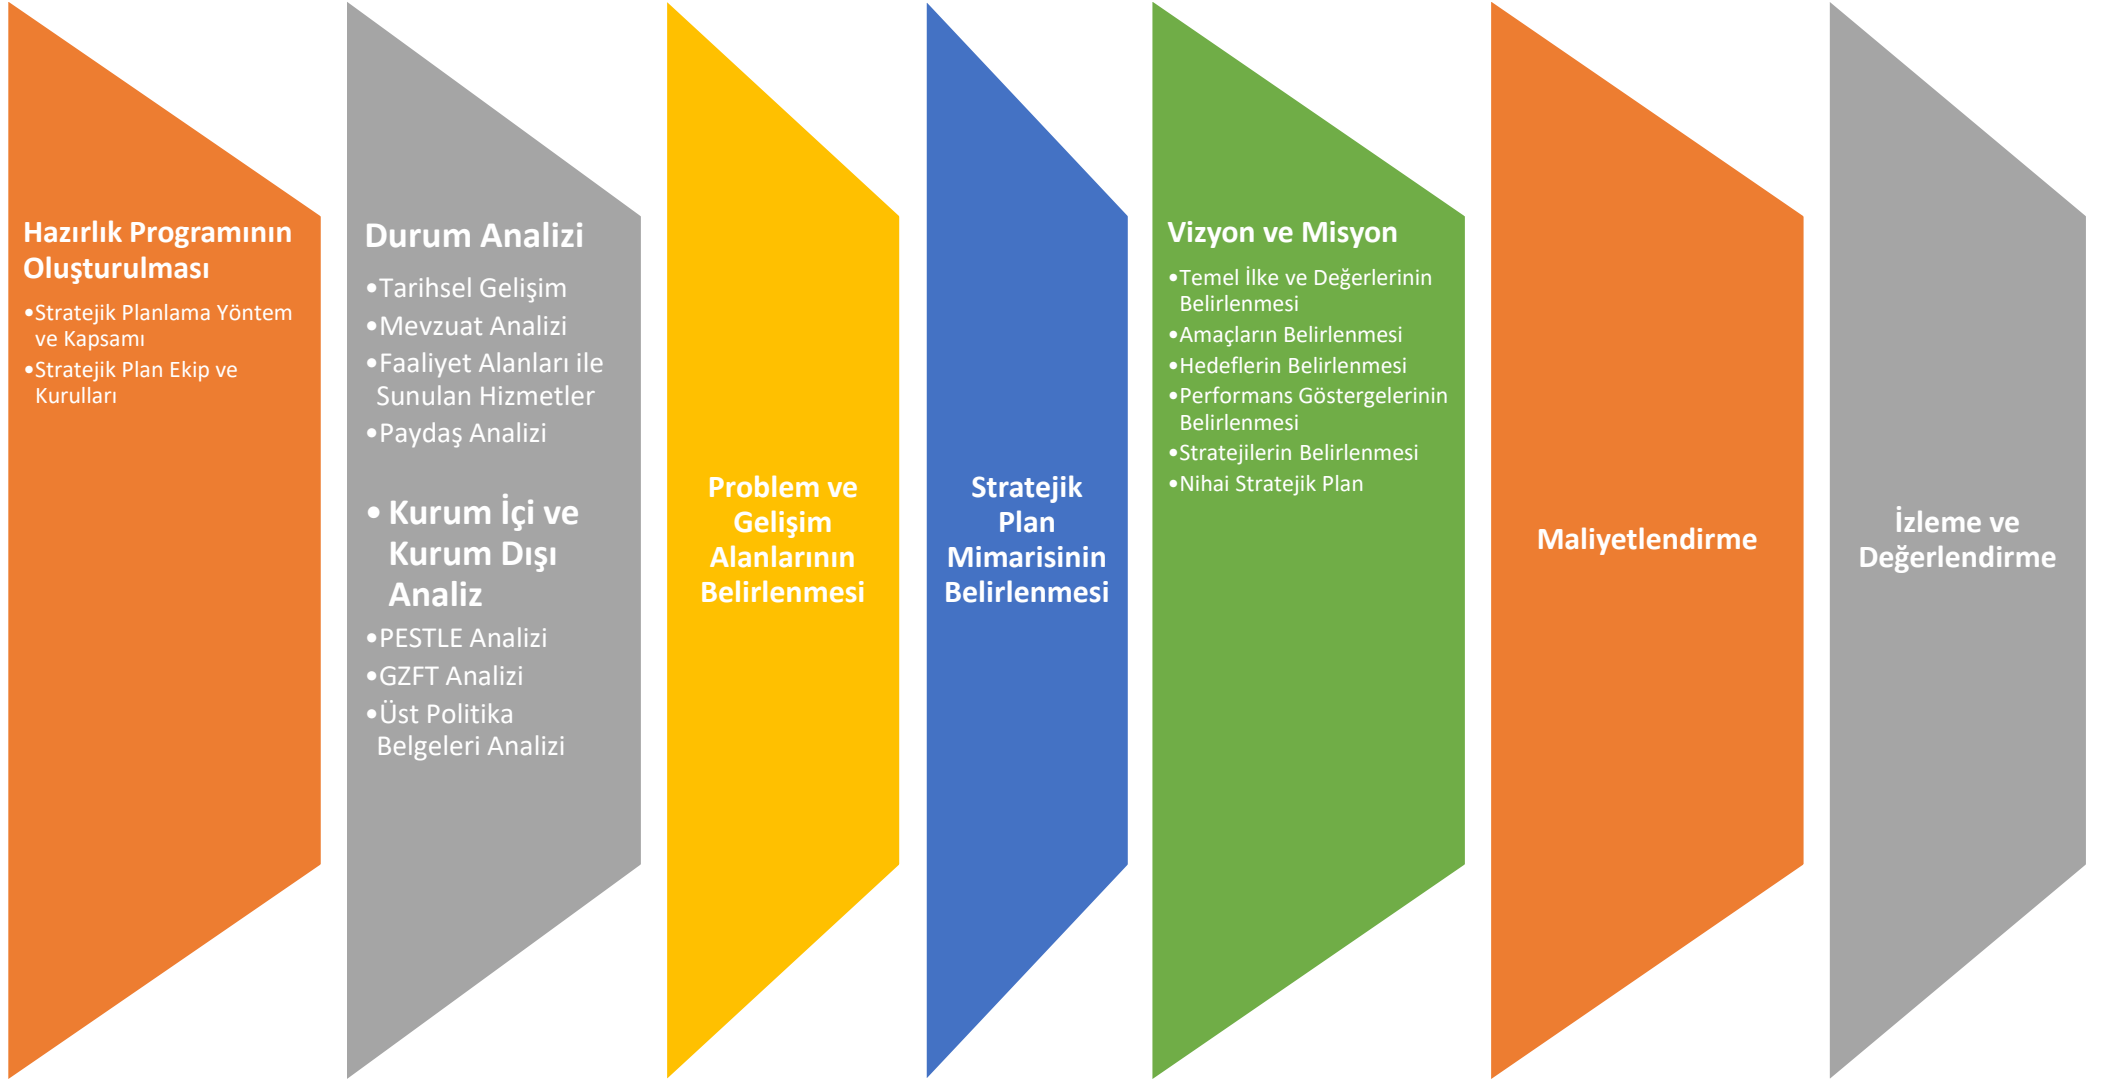 Hazırlık Programının
Oluşturulması
•Stratejik Planlama Yöntem
ve Kapsamı
•Stratejik Plan Ekip ve
Kurulları
Durum Analizi
•Tarihsel Gelişim
•Mevzuat Analizi
•Faaliyet Alanları ile
Sunulan Hizmetler
•Paydaş Analizi
• Kurum İçi ve
Kurum Dışı
Analiz
•PESTLE Analizi
•GZFT Analizi
•Üst Politika
Belgeleri Analizi
Problem ve
Gelişim
Alanlarının
Belirlenmesi
Stratejik
Plan
Mimarisinin
Belirlenmesi
Vizyon ve Misyon
•Temel İlke ve Değerlerinin
Belirlenmesi
•Amaçların Belirlenmesi
•Hedeflerin Belirlenmesi
•Performans Göstergelerinin
Belirlenmesi
•Stratejilerin Belirlenmesi
•Nihai Stratejik Plan
Maliyetlendirme
İzleme ve
Değerlendirme